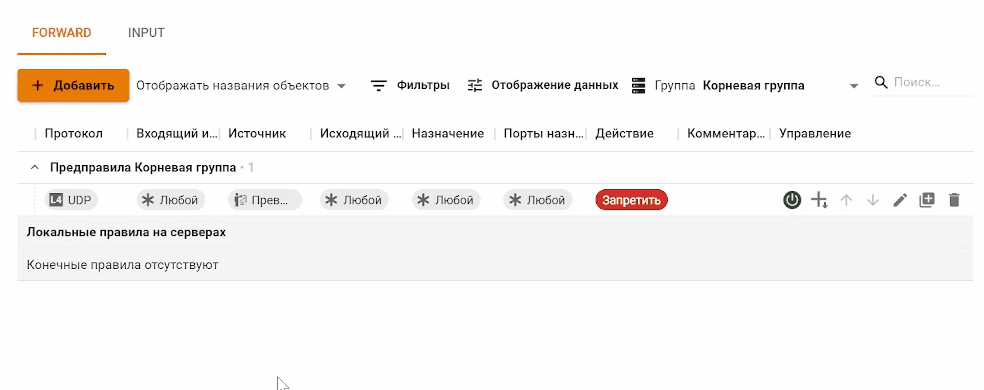 FORWARD INPUT
+ Добавить Отображать названия объектов Фильтры Отображение данных Группа Корневая группа Поиск...
Протокол Входящий и... Источник Исходящий ... Назначение Порты назн... Действие Комментар... Управление
Предправила Корневая группа • 1
L4 UDP Любой Прев... Любой Любой Любой Запретить
Локальные правила на серверах
Конечные правила отсутствуют